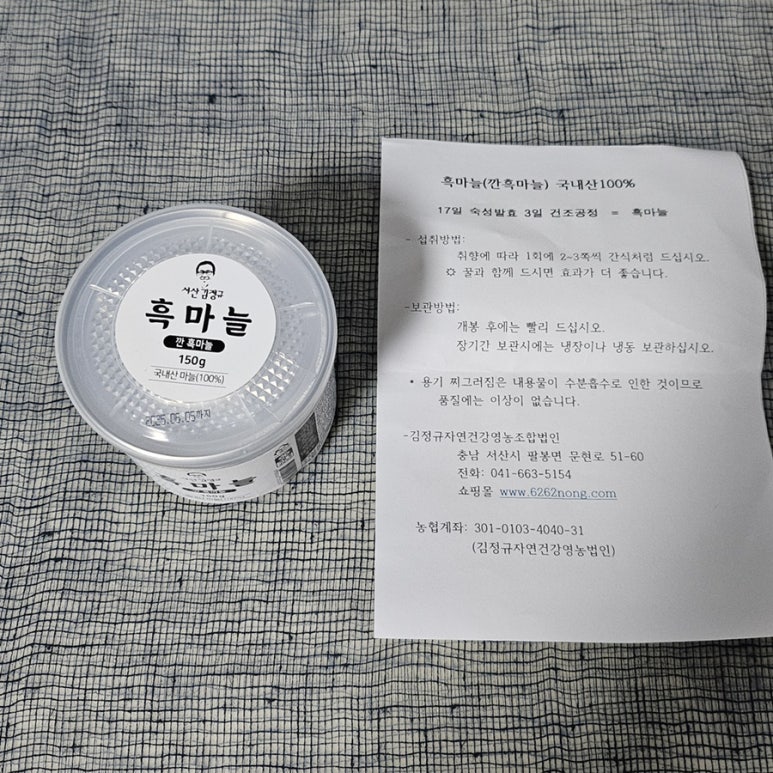 서산 김정규
흑마늘
깐 흑마늘
150g
국내산 마늘(100%)
흑마늘
깐 흑마늘
흑마늘(깐흑마늘) 국내산100%
17일 숙성발효 3일 건조공정 = 흑마늘
- 섭취방법:
취향에 따라 1회에 2~3쪽씩 간식처럼 드십시오.
☼ 꿀과 함께 드시면 효과가 더 좋습니다.
-보관방법:
개봉 후에는 빨리 드십시오.
장기간 보관시에는 냉장이나 냉동 보관하십시오.
* 용기 찌그러짐은 내용물이 수분흡수로 인한 것이므로
품질에는 이상이 없습니다.
-김정규자연건강영농조합법인
충남 서산시 팔봉면 문현로 51-60
전화: 041-663-5154
쇼핑몰 www.6262nong.com
농협계좌: 301-0103-4040-31
(김정규자연건강영농법인)